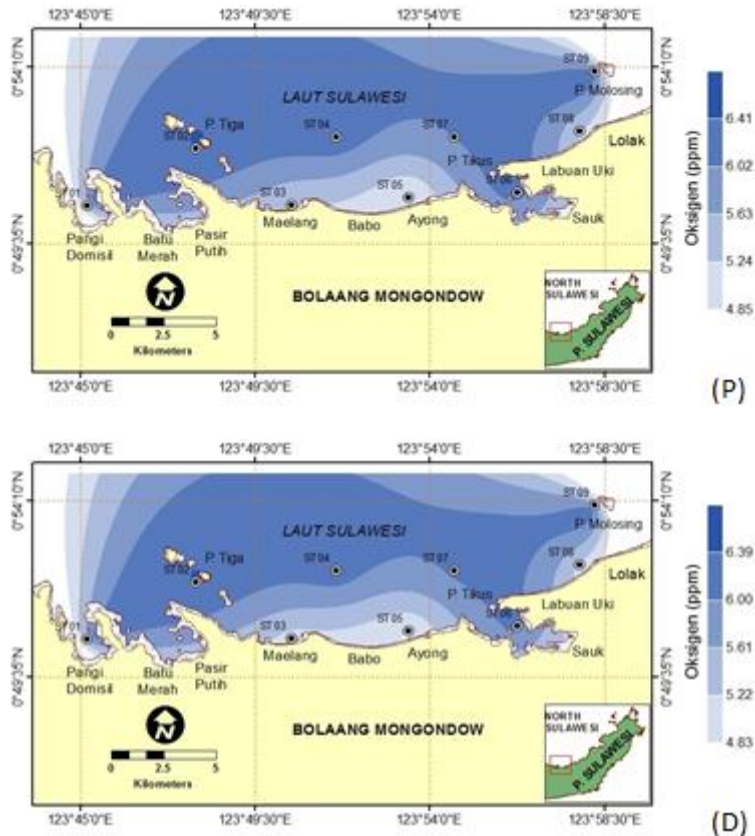 123°45'0"E 123°49'30"E 123°54'0"E 123°58'30"E
0°54'10"N 0°54'10"N
ST 09
P. Molosing
LAUT SULAWESI
P. Tiga
ST 02 ST 04 ST 07 ST 08
Lolak
P. Tikus
Labuan Uki
ST 01 ST 03 ST 05 ST 06
Maelang Babo Ayong Sauk
Pangi Domisil
Batu Merah
Pasir Putih
0°49'35"N 0°49'35"N
N
BOLAANG MONGONDOW
0 2.5 5
Kilometers
NORTH SULAWESI
P. SULAWESI
123°45'0"E 123°49'30"E 123°54'0"E 123°58'30"E
Oksigen (ppm)
6.41
6.02
5.63
5.24
4.85
(P)
123°45'0"E 123°49'30"E 123°54'0"E 123°58'30"E
0°54'10"N 0°54'10"N
ST 09
P. Molosing
LAUT SULAWESI
P. Tiga
ST 02 ST 04 ST 07 ST 08
Lolak
P. Tikus
Labuan Uki
ST 01 ST 03 ST 05 ST 06
Maelang Babo Ayong Sauk
Pangi Domisil
Batu Merah
Pasir Putih
0°49'35"N 0°49'35"N
N
BOLAANG MONGONDOW
0 2.5 5
Kilometers
NORTH SULAWESI
P. SULAWESI
123°45'0"E 123°49'30"E 123°54'0"E 123°58'30"E
Oksigen (ppm)
6.39
6.00
5.61
5.22
4.83
(D)